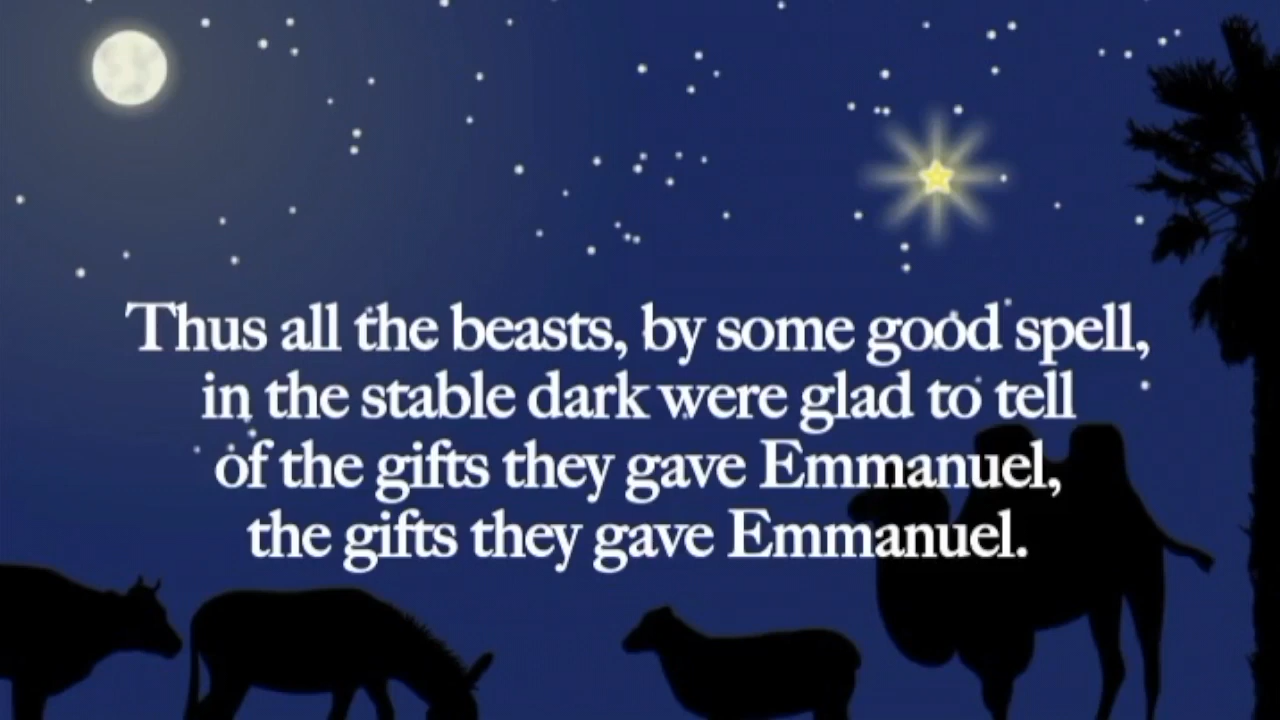 Thus all the beasts, by some good spell,
in the stable dark were glad to tell
of the gifts they gave Emmanuel,
the gifts they gave Emmanuel.